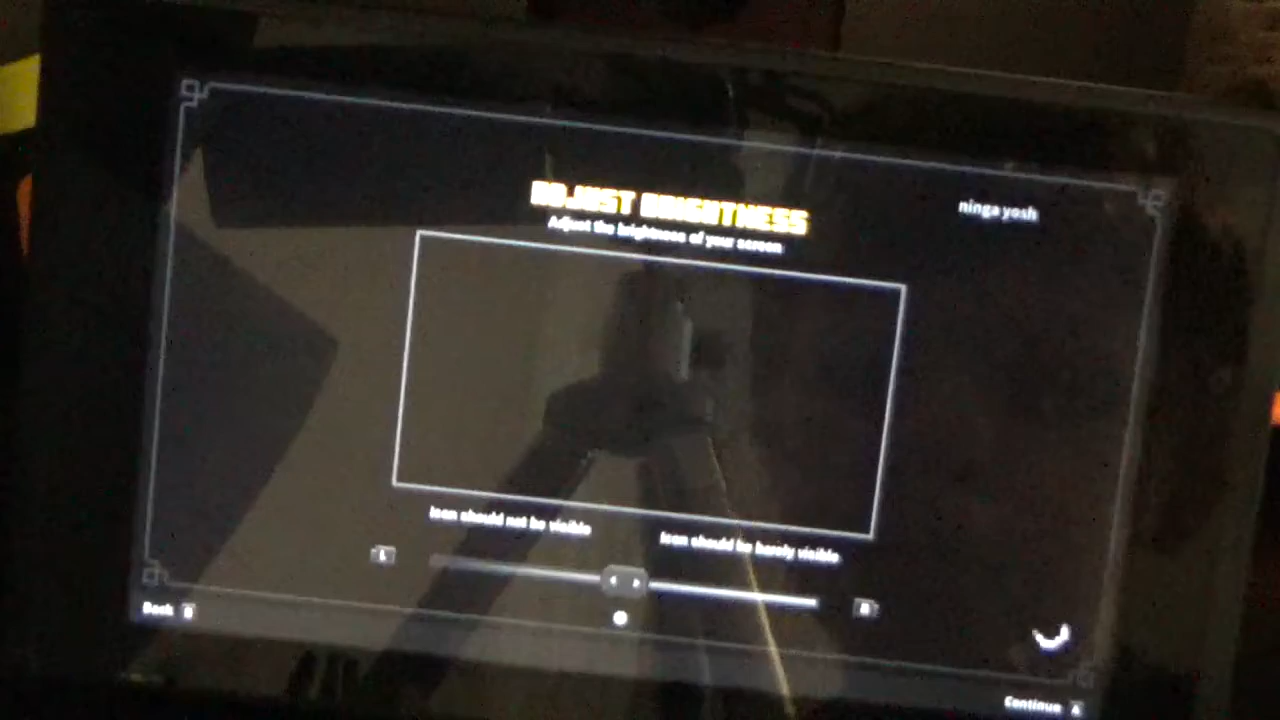 ADJUST BRIGHTNESS
ninga yosh
Adjust the brightness of your screen
Icon should not be visible
Icon should be barely visible
L
R
Back B
Continue A